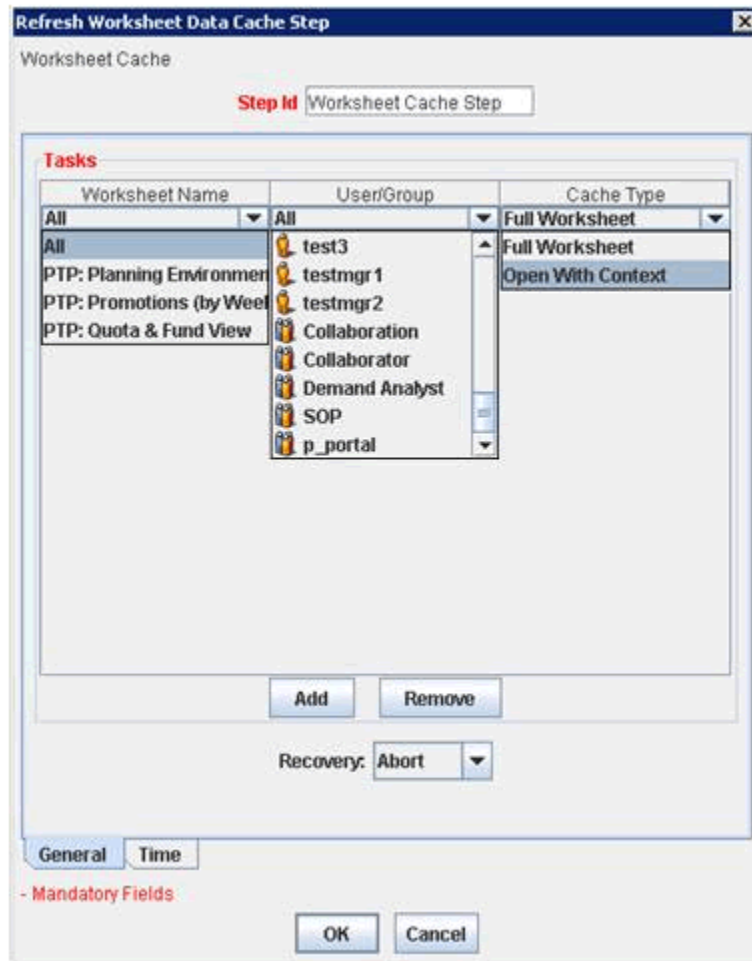 Refresh Worksheet Data Cache Step
Worksheet Cache
Step Id Worksheet Cache Step
Tasks
Worksheet Name User/Group Cache Type
All All Full Worksheet
All test3 Full Worksheet
PTP: Planning Environmen testmgr1 Open With Context
PTP: Promotions (by Weel testmgr2
PTP: Quota & Fund View Collaboration
Collaborator
Demand Analyst
SOP
p_portal
Add Remove
Recovery: Abort
General Time
- Mandatory Fields
OK Cancel